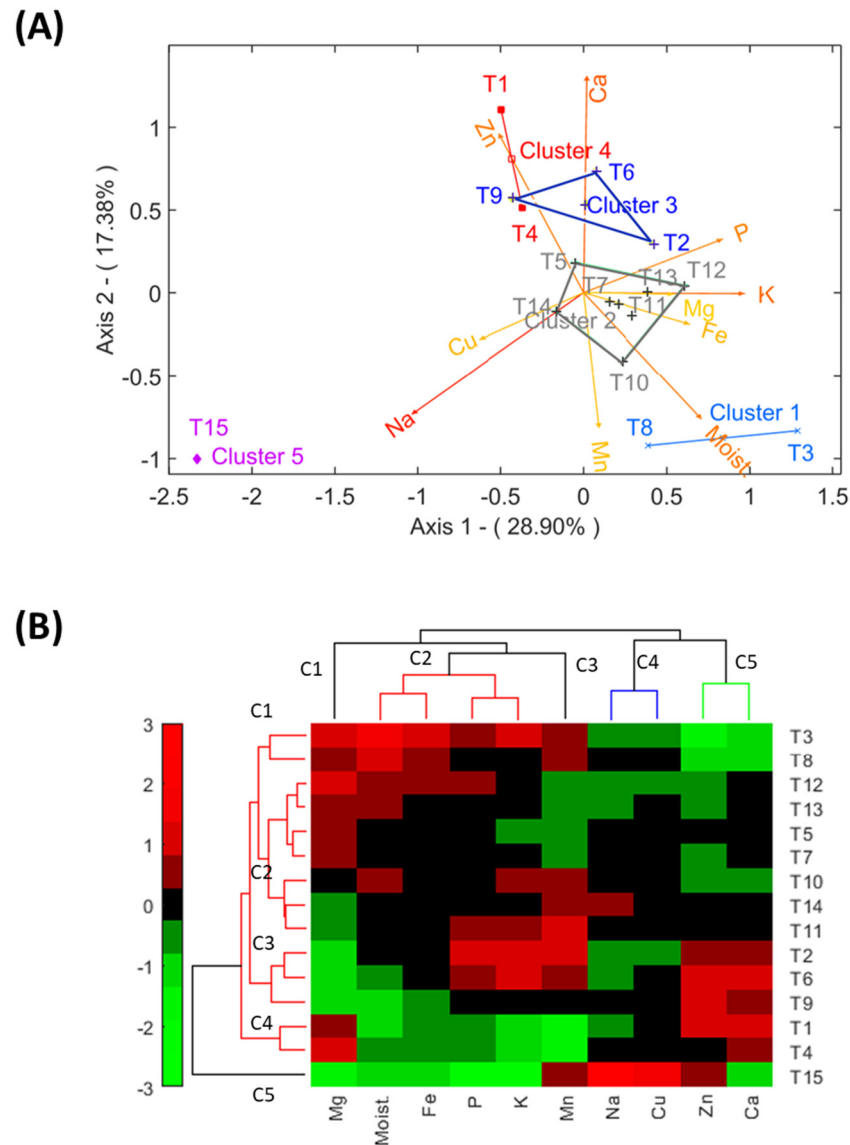 (A)
1
0.5
0
-0.5
-1
Axis 2 - ( 17.38% )
T1
Ca
Zn
Cluster 4
T6
T9
Cluster 3
T4
T2
P
T5
T13
T12
T7
K
T14
T11
Mg
Cluster 2
Fe
Cu
T10
Na
Mn
Moist.
Cluster 1
T8
T3
T15
Cluster 5
-2.5 -2 -1.5 -1 -0.5 0 0.5 1 1.5
Axis 1 - ( 28.90% )
(B)
C1 C2 C3 C4 C5
3
2
1
0
-1
-2
-3
C1
C2
C3
C4
C5
T3
T8
T12
T13
T5
T7
T10
T14
T11
T2
T6
T9
T1
T4
T15
Mg Moist. Fe P K Mn Na Cu Zn Ca